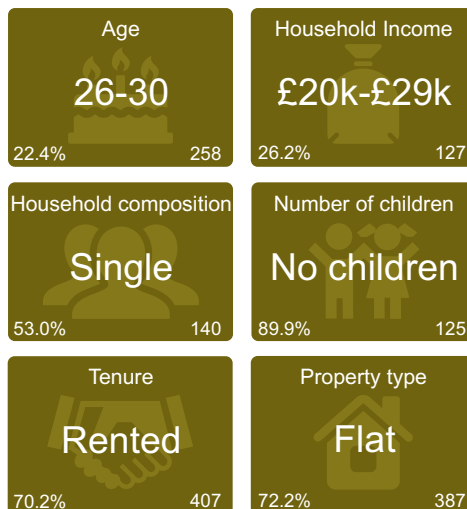 Age
26-30
22.4% 258
Household Income
£20k-£29k
26.2% 127
Household composition
Single
53.0% 140
Number of children
No children
89.9% 125
Tenure
Rented
70.2% 407
Property type
Flat
72.2% 387